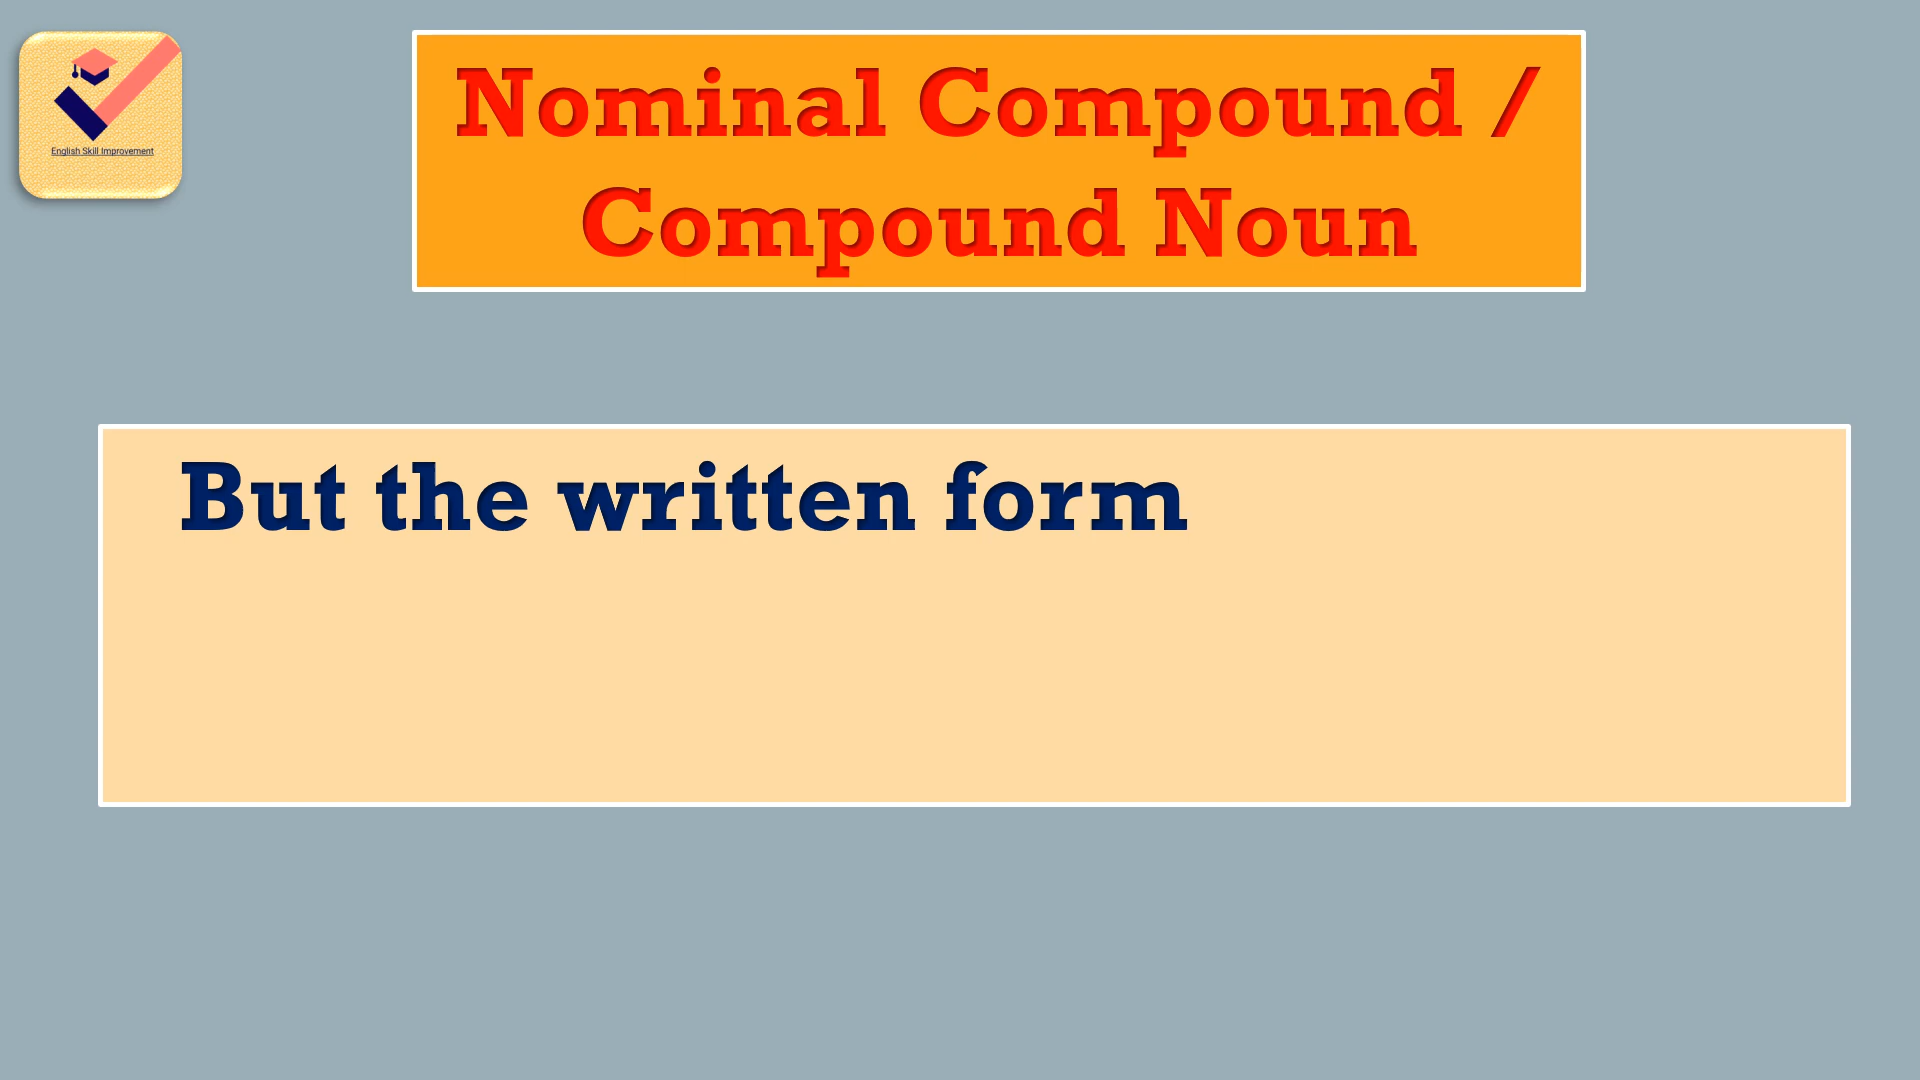 English Skill Improvement
Nominal Compound /
Compound Noun
But the written form